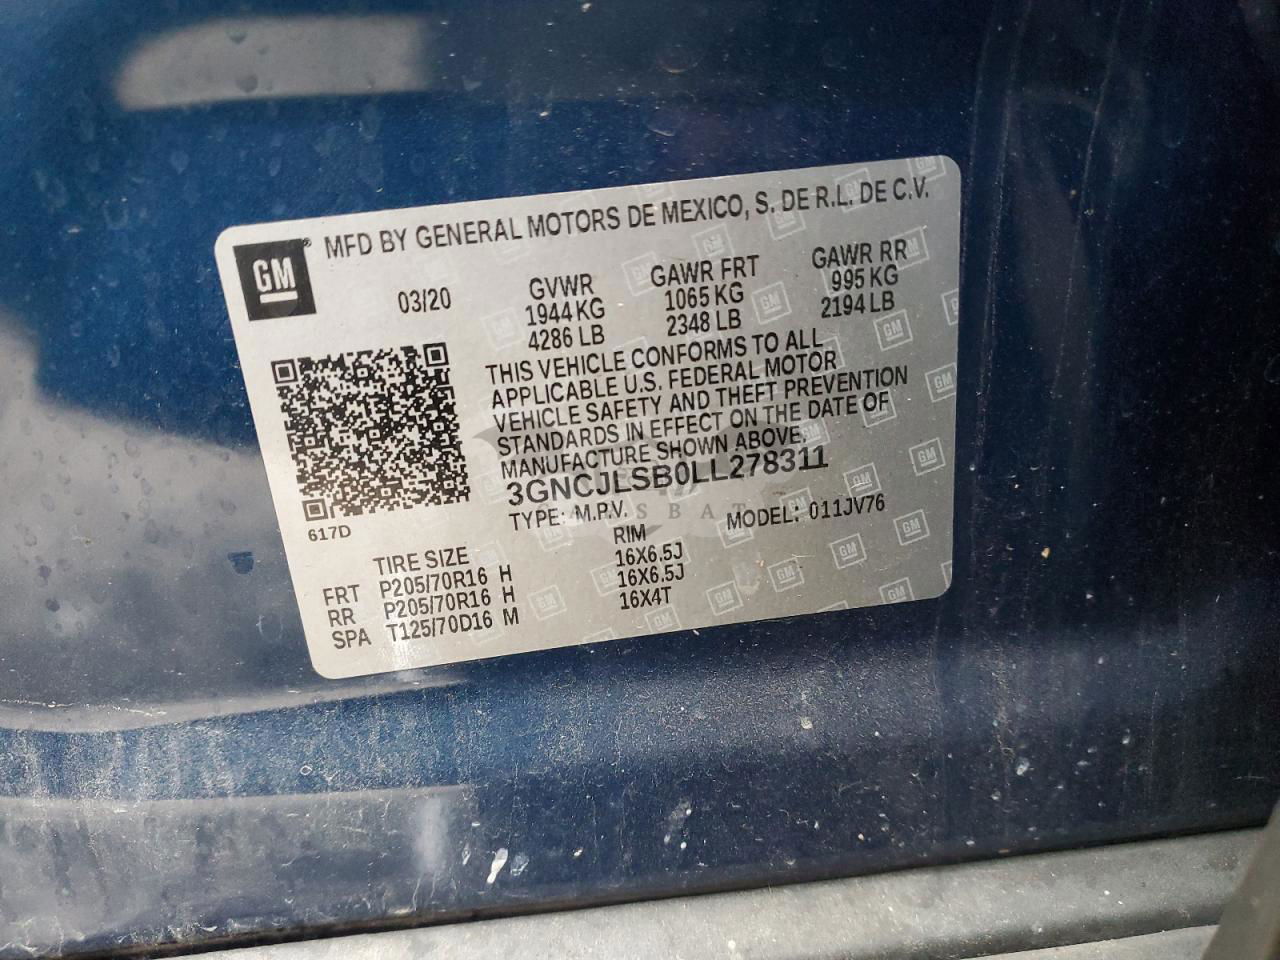 GM
MFD BY GENERAL MOTORS DE MEXICO, S. DE R.L. DE C.V.
03/20
GVWR GAWR FRT GAWR RR
1944 KG 1065 KG 995 KG
4286 LB 2348 LB 2194 LB
THIS VEHICLE CONFORMS TO ALL
APPLICABLE U.S. FEDERAL MOTOR
VEHICLE SAFETY AND THEFT PREVENTION
STANDARDS IN EFFECT ON THE DATE OF
MANUFACTURE SHOWN ABOVE.
3GNCJLSB0LL278311
617D
TYPE: M.P.V. MODEL: 011JV76
TIRE SIZE RIM
FRT P205/70R16 H 16X6.5J
RR P205/70R16 H 16X6.5J
SPA T125/70D16 M 16X4T